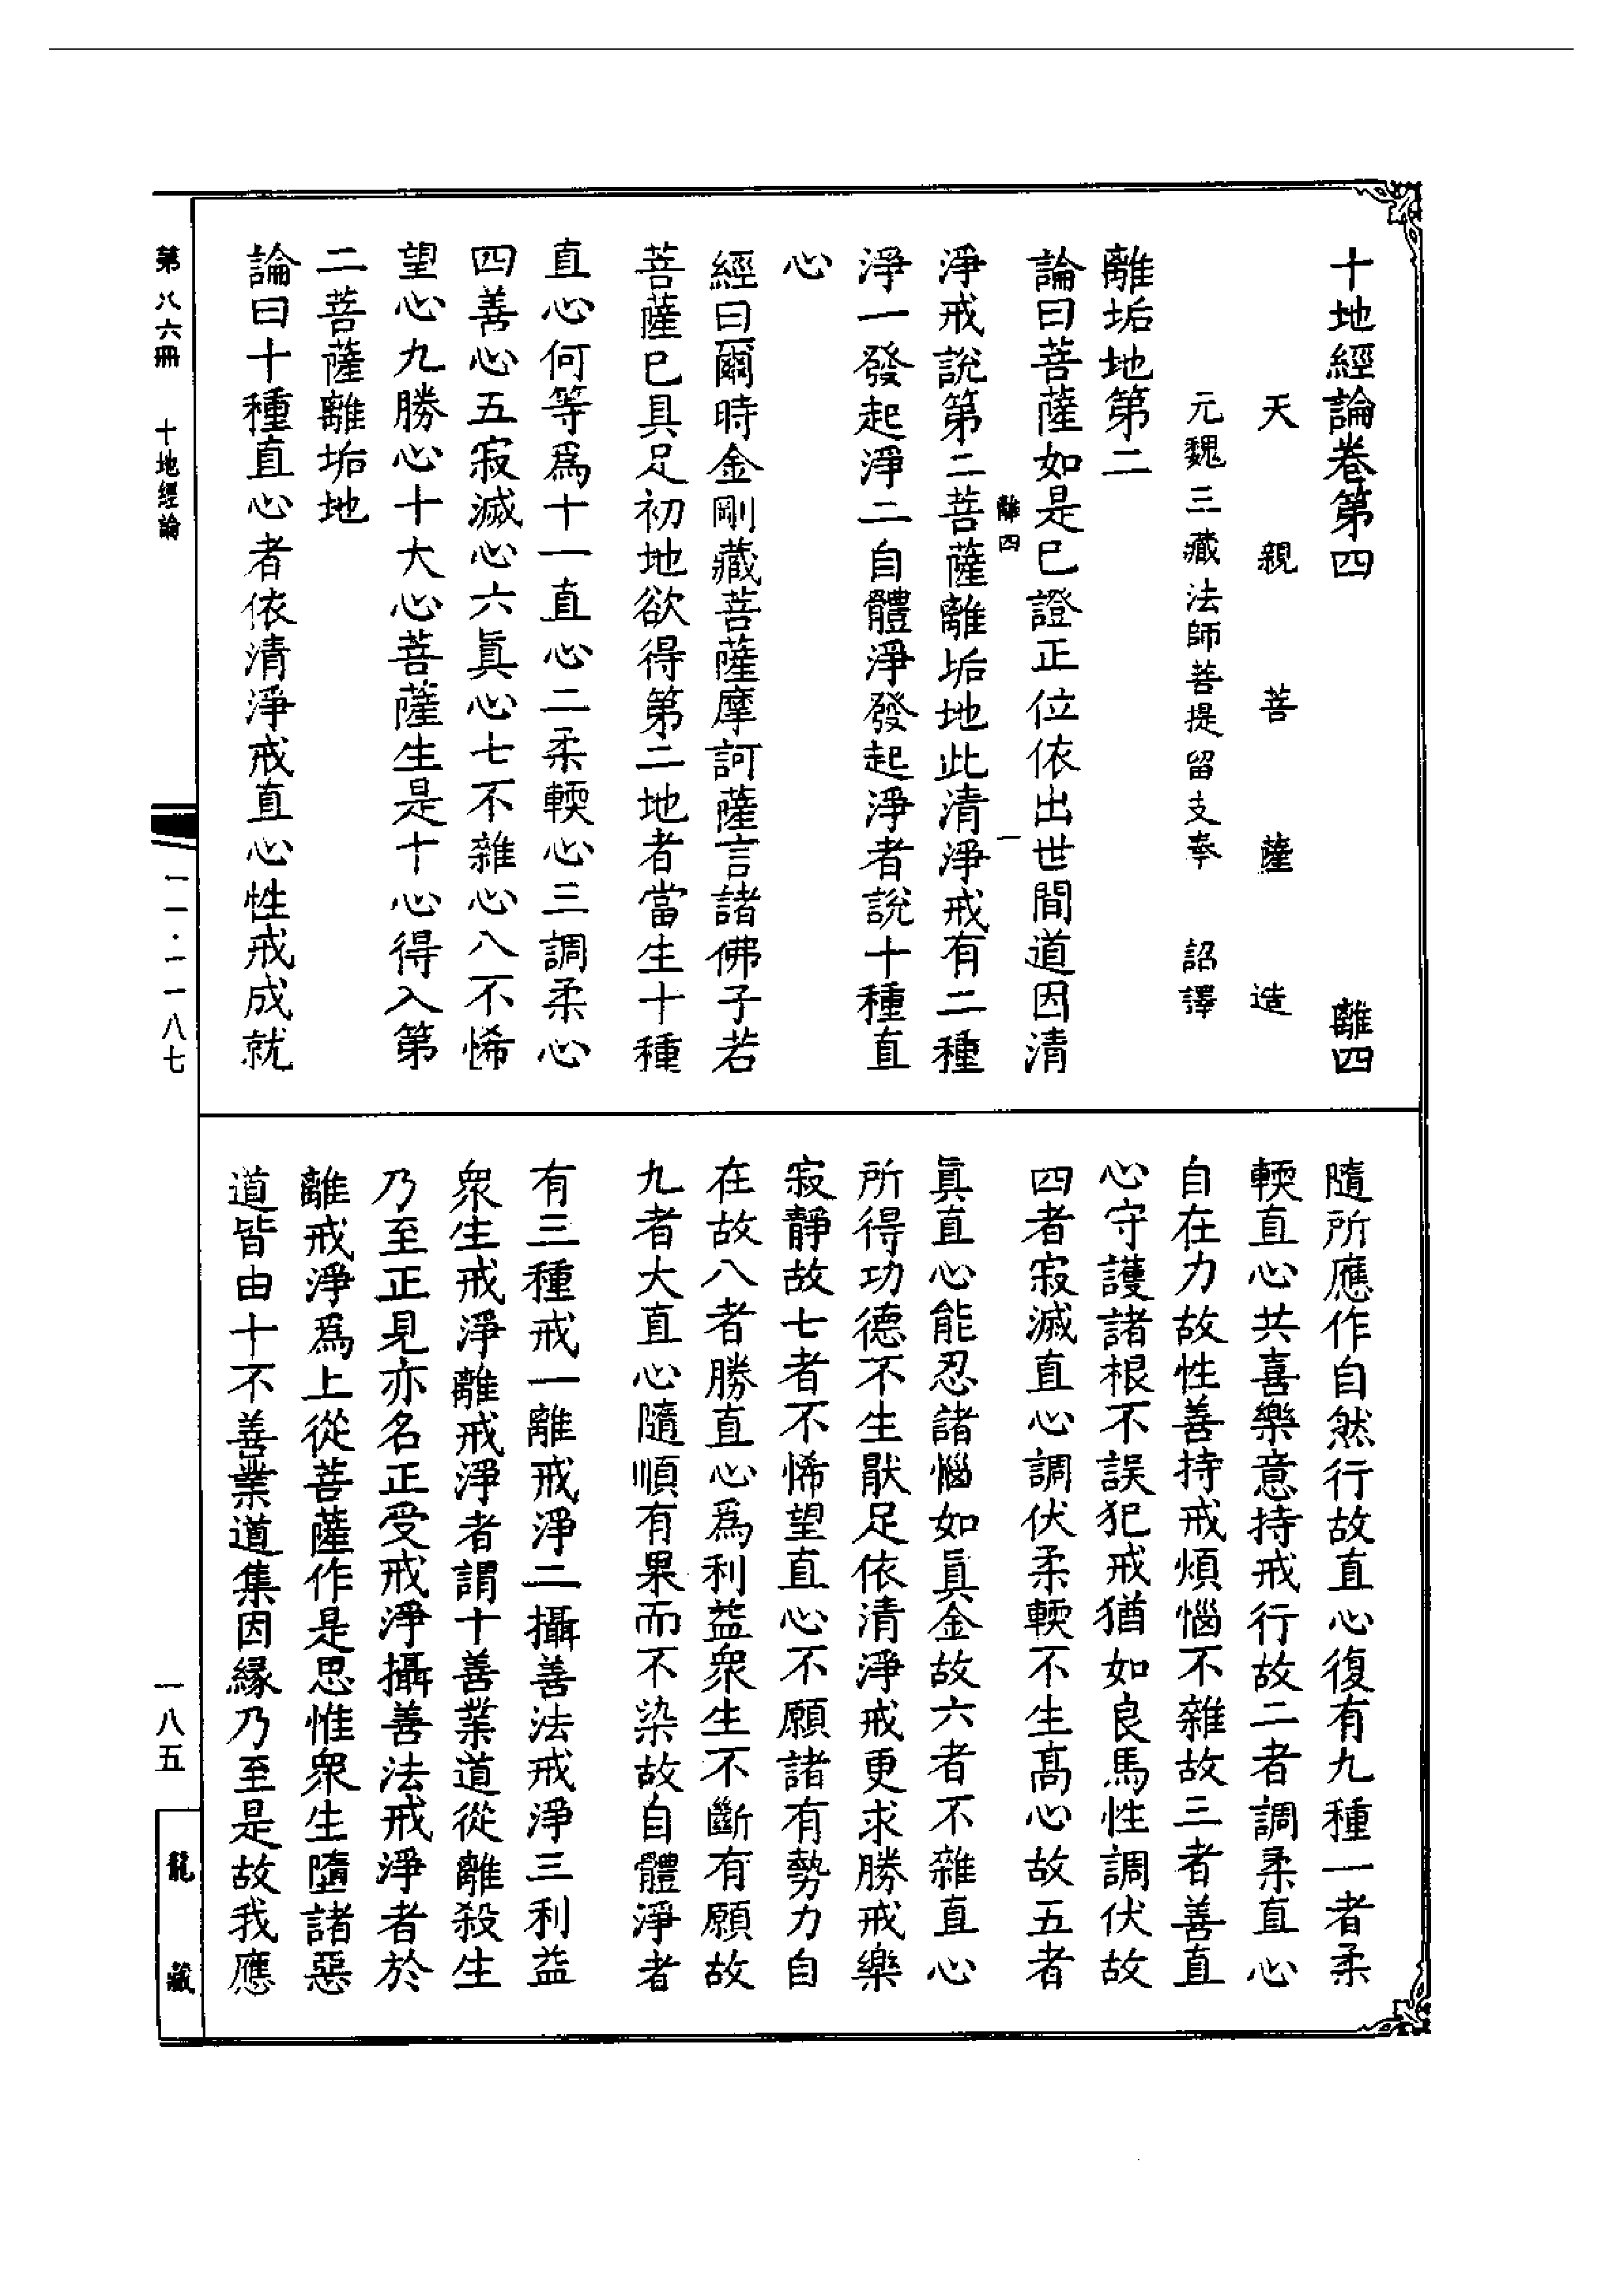 十地經論卷第四 離四
天親菩薩造
元魏三藏法師菩提留支奉 詔譯
離垢地第二
論曰菩薩如是巳證正位依出世間道因清
離四 一
淨戒說第二菩薩離垢地此清淨戒有二種
淨一發起淨二自體淨發起淨者說十種直
心
經曰爾時金剛藏菩薩摩訶薩言諸佛子若
菩薩巳具足初地欲得第二地者當生十種
直心何等爲十一直心二柔輭心三調柔心
四善心五寂滅心六眞心七不雜心八不悕
望心九勝心十大心菩薩生是十心得入第
二菩薩離垢地
論曰十種直心者依清淨戒直心性戒成就
隨所應作自然行故直心復有九種一者柔
輭直心共喜樂意持戒行故二者調柔直心
自在力故性善持戒煩惱不雜故三者善直
心守護諸根不誤犯戒猶如良馬性調伏故
四者寂滅直心調伏柔輭不生髙心故五者
眞直心能忍諸惱如眞金故六者不雜直心
所得功德不生猒足依清淨戒更求勝戒樂
寂靜故七者不悕望直心不願諸有勢力自
在故八者勝直心爲利益衆生不斷有願故
九者大直心隨順有果而不染故自體淨者
有三種戒一離戒淨二攝善法戒淨三利益
衆生戒淨離戒淨者謂十善業道從離殺生
乃至正見亦名正受戒淨攝善法戒淨者於
離戒淨爲上從菩薩作是思惟衆生墮諸惡
道皆由十不善業道集因緣乃至是故我應
第八六冊 十地經論
一一·一一八七
一八五
龍藏